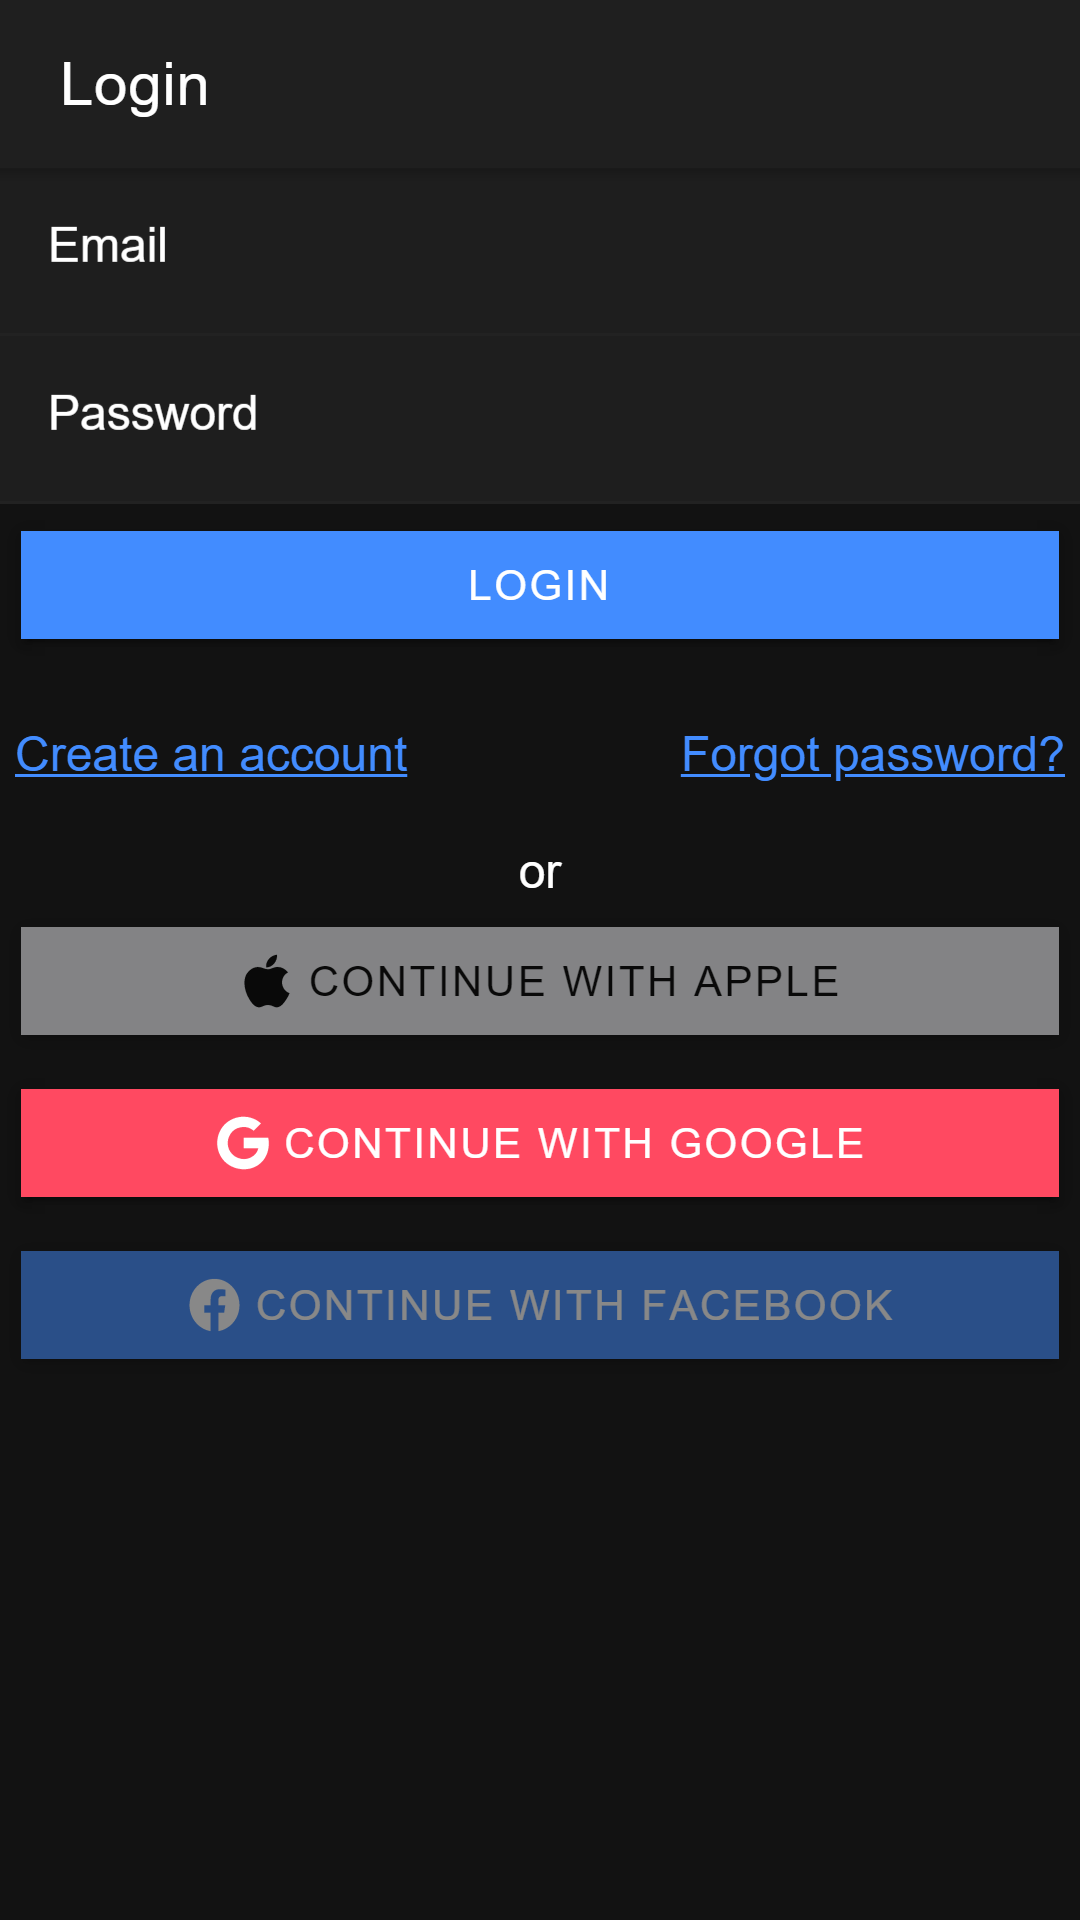 Login
Email
Password
LOGIN
Create an account
Forgot password?
or
CONTINUE WITH APPLE
CONTINUE WITH GOOGLE
CONTINUE WITH FACEBOOK